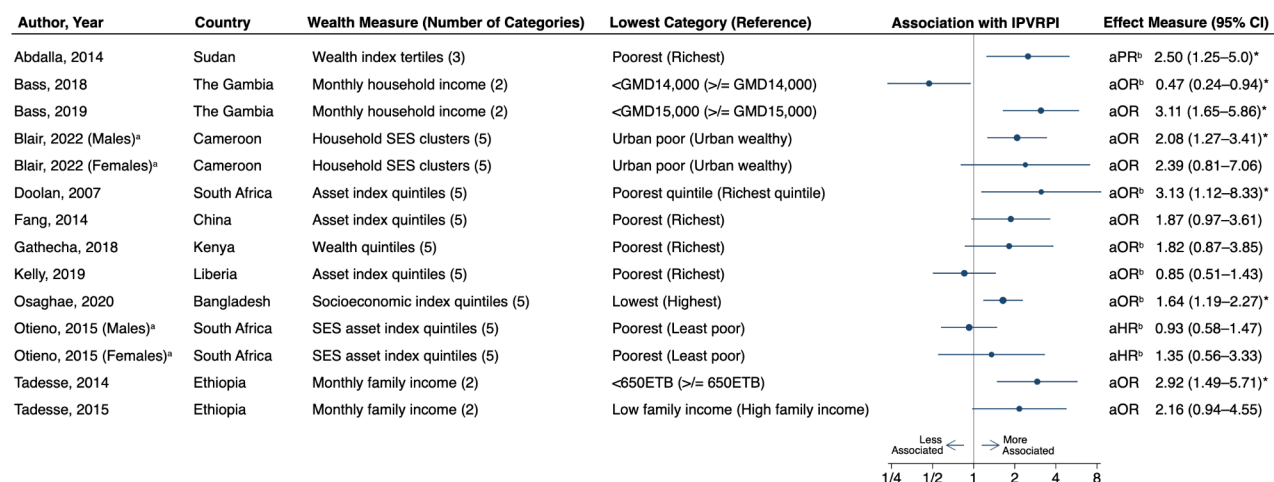 Author, Year Country Wealth Measure (Number of Categories) Lowest Category (Reference) Association with IPVRPI Effect Measure (95% CI)
Abdalla, 2014 Sudan Wealth index tertiles (3) Poorest (Richest) aPRᵇ 2.50 (1.25–5.0)*
Bass, 2018 The Gambia Monthly household income (2) <GMD14,000 (>/= GMD14,000) aORᵇ 0.47 (0.24–0.94)*
Bass, 2019 The Gambia Monthly household income (2) <GMD15,000 (>/= GMD15,000) aOR 3.11 (1.65–5.86)*
Blair, 2022 (Males)ᵃ Cameroon Household SES clusters (5) Urban poor (Urban wealthy) aOR 2.08 (1.27–3.41)*
Blair, 2022 (Females)ᵃ Cameroon Household SES clusters (5) Urban poor (Urban wealthy) aOR 2.39 (0.81–7.06)
Doolan, 2007 South Africa Asset index quintiles (5) Poorest quintile (Richest quintile) aORᵇ 3.13 (1.12–8.33)*
Fang, 2014 China Asset index quintiles (5) Poorest (Richest) aOR 1.87 (0.97–3.61)
Gathecha, 2018 Kenya Wealth quintiles (5) Poorest (Richest) aORᵇ 1.82 (0.87–3.85)
Kelly, 2019 Liberia Asset index quintiles (5) Poorest (Richest) aORᵇ 0.85 (0.51–1.43)
Osaghae, 2020 Bangladesh Socioeconomic index quintiles (5) Lowest (Highest) aORᵇ 1.64 (1.19–2.27)*
Otieno, 2015 (Males)ᵃ South Africa SES asset index quintiles (5) Poorest (Least poor) aHRᵇ 0.93 (0.58–1.47)
Otieno, 2015 (Females)ᵃ South Africa SES asset index quintiles (5) Poorest (Least poor) aHRᵇ 1.35 (0.56–3.33)
Tadesse, 2014 Ethiopia Monthly family income (2) <650ETB (>/= 650ETB) aOR 2.92 (1.49–5.71)*
Tadesse, 2015 Ethiopia Monthly family income (2) Low family income (High family income) aOR 2.16 (0.94–4.55)
Less Associated
More Associated
1/4 1/2 1 2 4 8